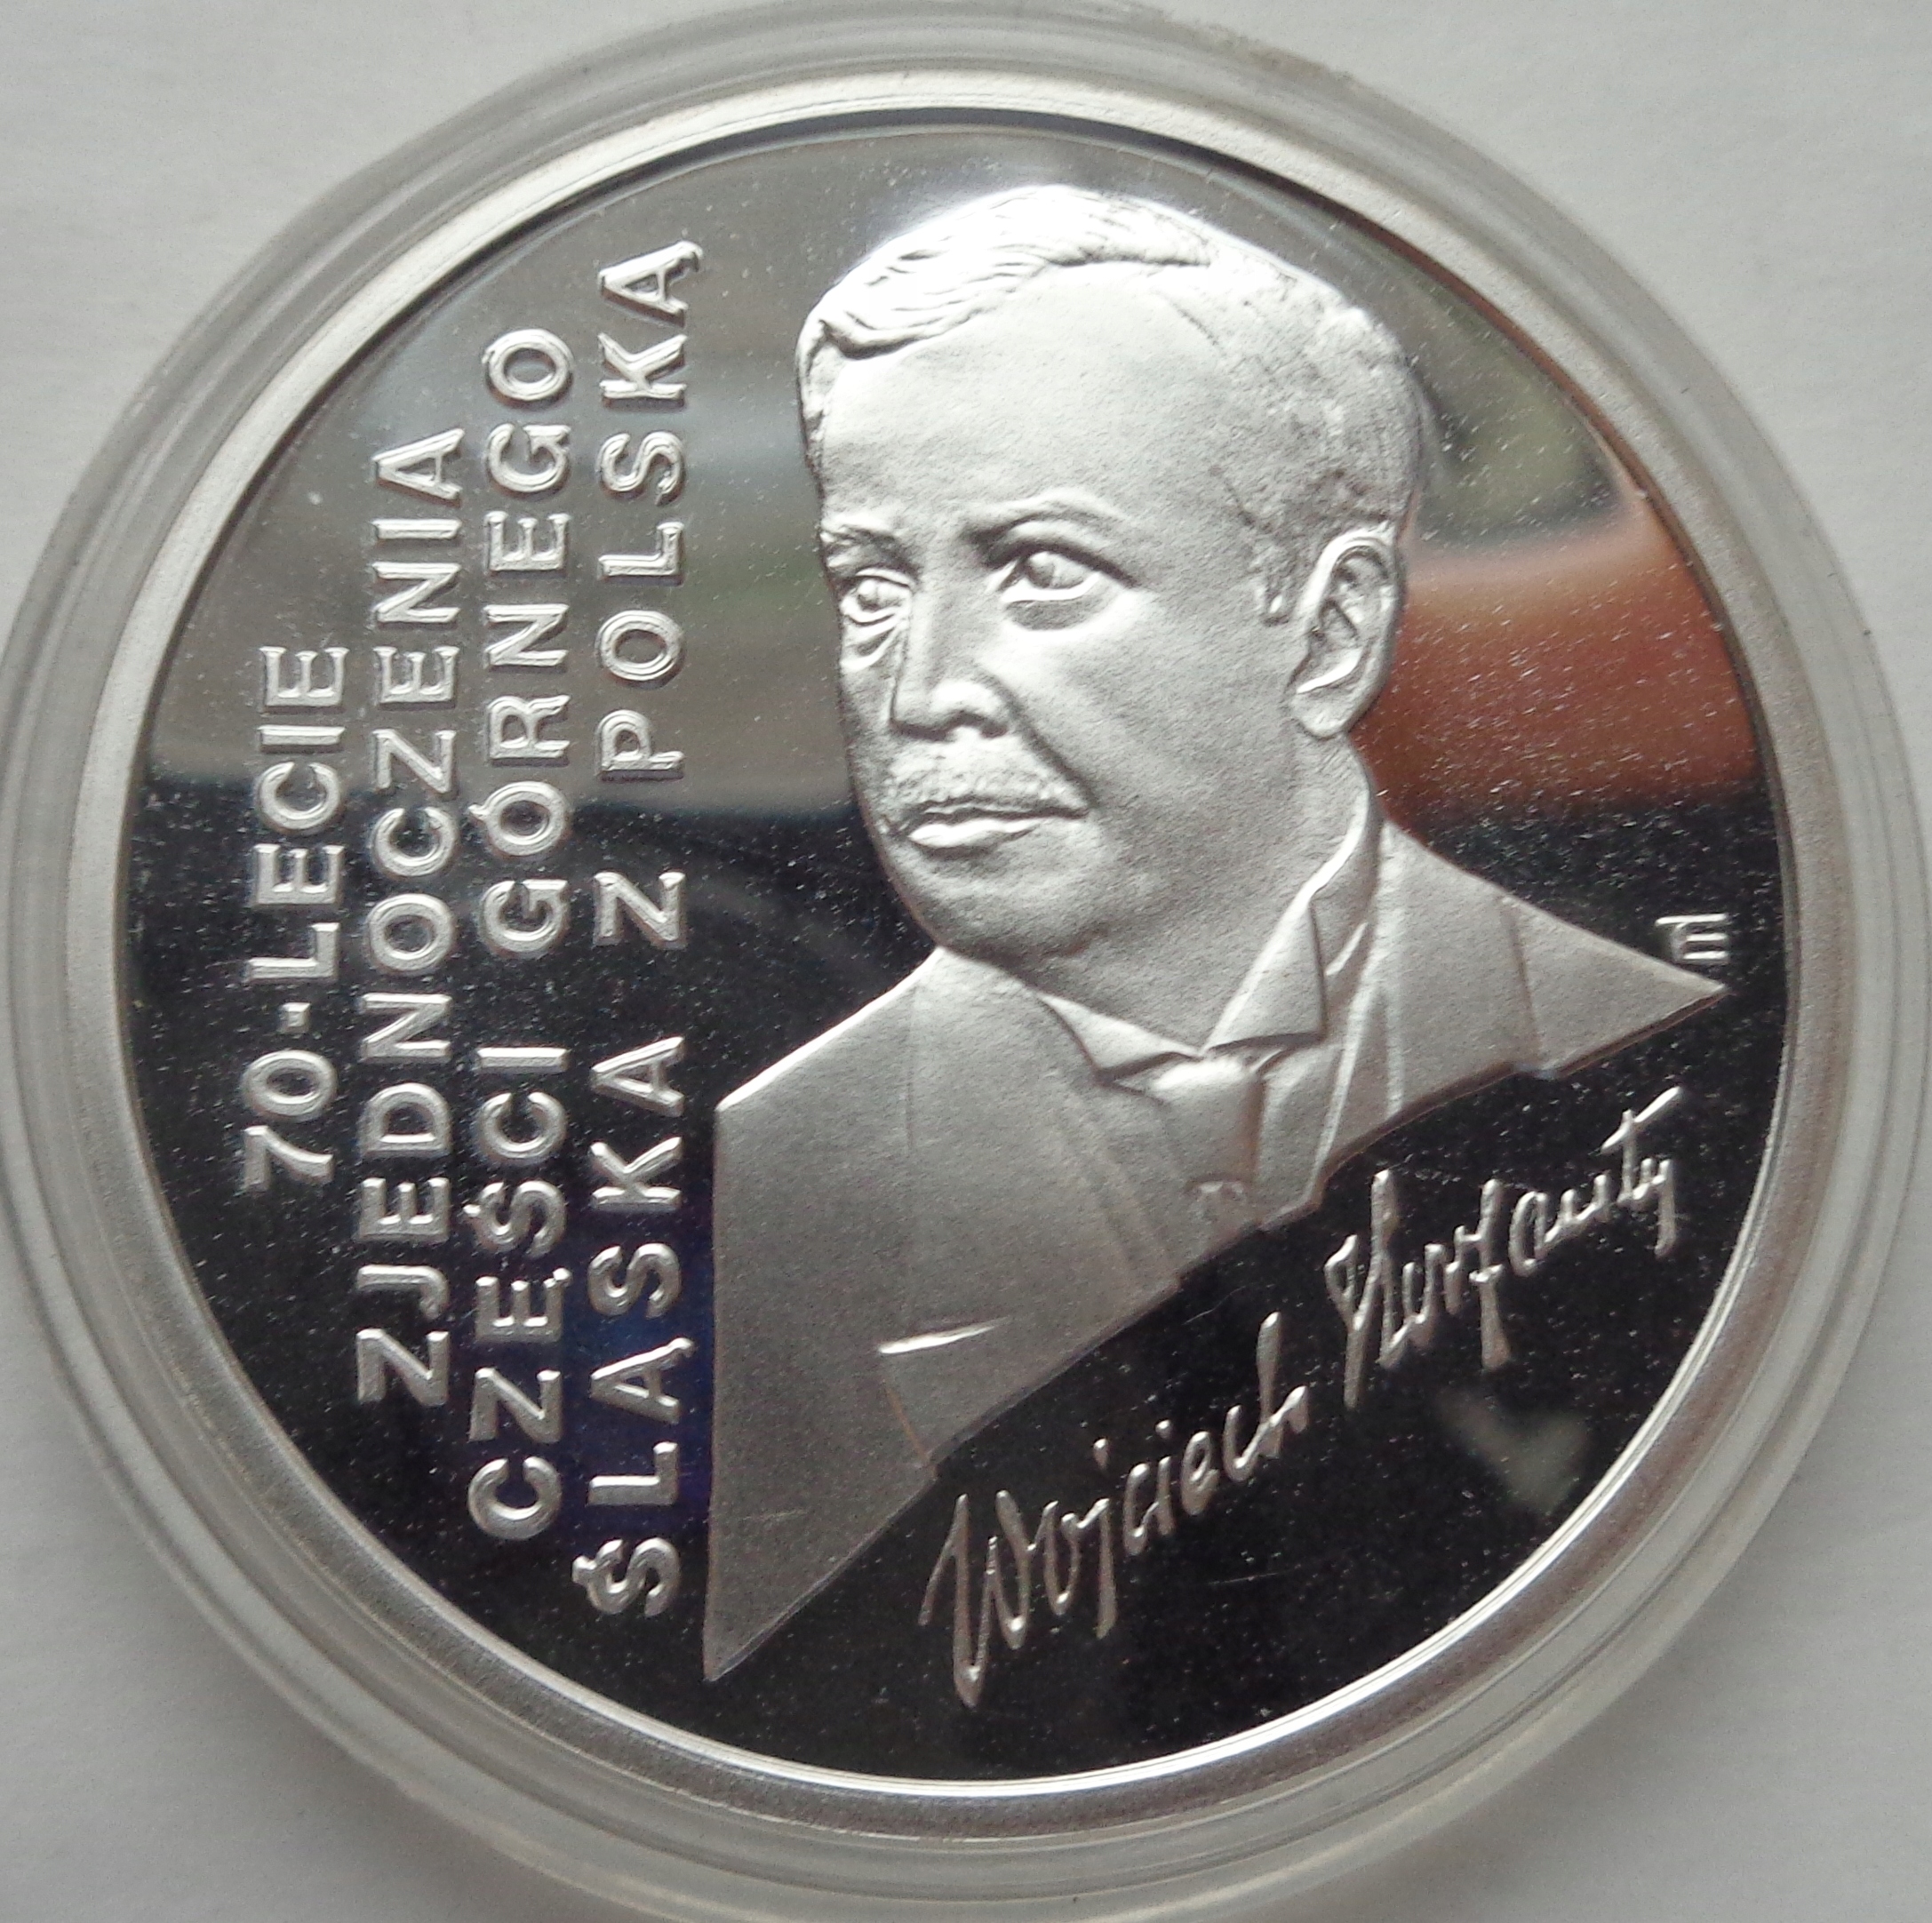 70-LECIE
ZJEDNOCZENIA
CZĘŚCI GÓRNEGO
ŚLĄSKA Z POLSKĄ
Wojciech Korfanty